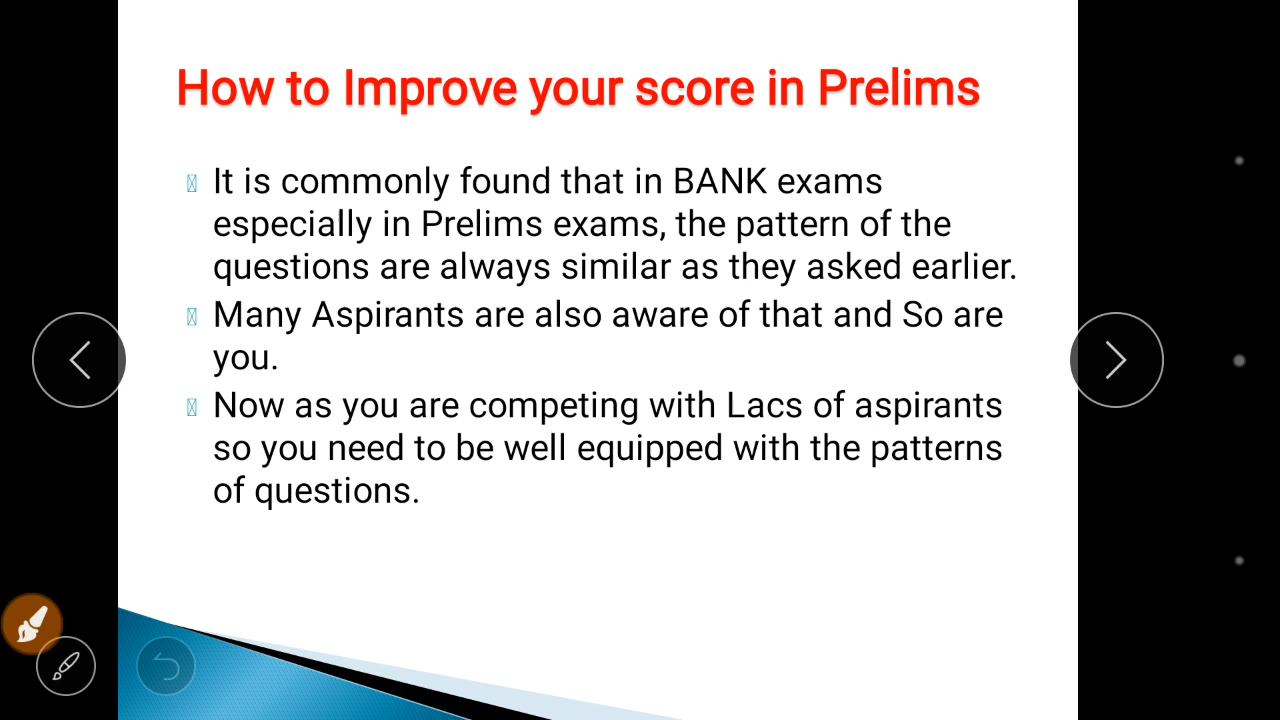 How to Improve your score in Prelims
It is commonly found that in BANK exams
especially in Prelims exams, the pattern of the
questions are always similar as they asked earlier.
Many Aspirants are also aware of that and So are
you.
Now as you are competing with Lacs of aspirants
so you need to be well equipped with the patterns
of questions.